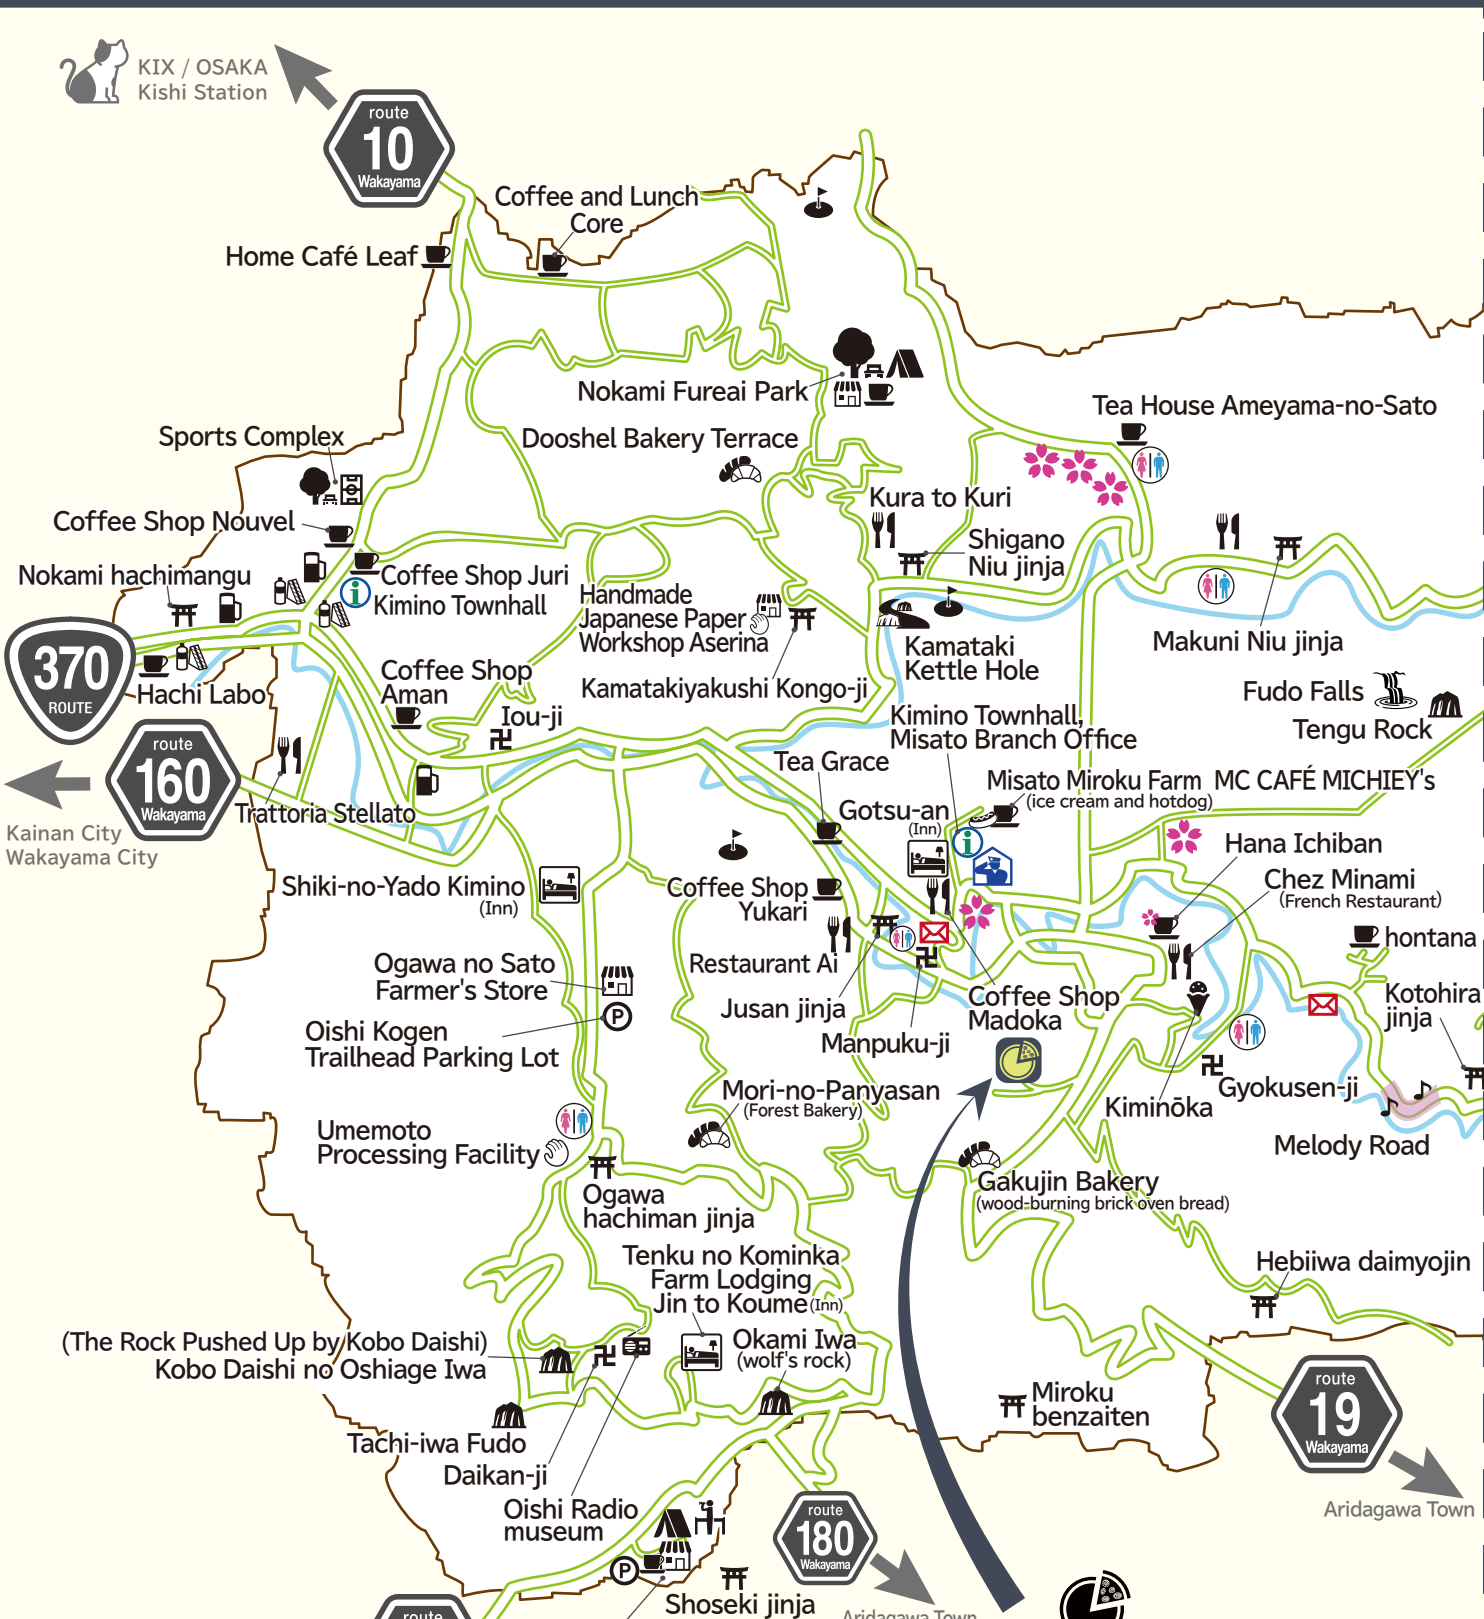 KIX / OSAKA
Kishi Station
route
10
Wakayama
Coffee and Lunch
Core
Home Café Leaf
Nokami Fureai Park
Tea House Ameyama-no-Sato
Sports Complex
Dooshel Bakery Terrace
Coffee Shop Nouvel
Kura to Kuri
Shigano
Niu jinja
Nokami hachimangu
Coffee Shop Juri
Kimino Townhall
Handmade
Japanese Paper
Workshop Aserina
370
ROUTE
Hachi Labo
Coffee Shop
Aman
Kamatakiyakushi Kongo-ji
Kamataki
Kettle Hole
Makuni Niu jinja
Fudo Falls
Tengu Rock
Iou-ji
Kimino Townhall,
Misato Branch Office
route
160
Wakayama
Kainan City
Wakayama City
Trattoria Stellato
Tea Grace
Misato Miroku Farm
(ice cream and hotdog)
MC CAFÉ MICHIEY's
Gotsu-an
(Inn)
Hana Ichiban
Chez Minami
(French Restaurant)
Shiki-no-Yado Kimino
(Inn)
Coffee Shop
Yukari
hontana
Restaurant Ai
Ogawa no Sato
Farmer's Store
Jusan jinja
Coffee Shop
Madoka
Kotohira
jinja
Oishi Kogen
Trailhead Parking Lot
P
Manpuku-ji
Mori-no-Panyasan
(Forest Bakery)
Gyokusen-ji
Kiminōka
Umemoto
Processing Facility
Melody Road
Gakujin Bakery
(wood-burning brick oven bread)
Ogawa
hachiman jinja
Tenku no Kominka
Farm Lodging
Jin to Koume (Inn)
Hebiiwa daimyojin
(The Rock Pushed Up by Kobo Daishi)
Kobo Daishi no Oshiage Iwa
Okami Iwa
(wolf's rock)
Miroku
benzaiten
route
19
Wakayama
Tachi-iwa Fudo
Daikan-ji
Oishi Radio
museum
Aridagawa Town
route
180
Wakayama
P
Shoseki jinja
Aridagawa Town
route